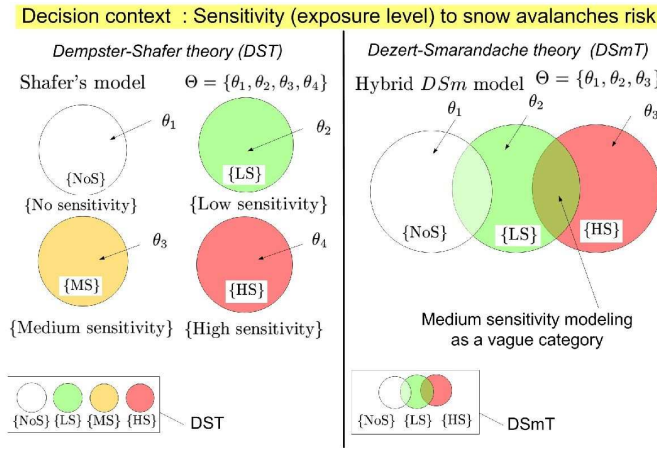 Decision context : Sensitivity (exposure level) to snow avalanches risk
Dempster-Shafer theory (DST)
Shafer's model
Θ = {θ₁, θ₂, θ₃, θ₄}
θ₁
{NoS}
{No sensitivity}
θ₂
{LS}
{Low sensitivity}
θ₃
{MS}
{Medium sensitivity}
θ₄
{HS}
{High sensitivity}
{NoS} {LS} {MS} {HS}
DST
Dezert-Smarandache theory (DSmT)
Hybrid DSm model Θ = {θ₁, θ₂, θ₃}
θ₁
θ₂
θ₃
{NoS}
{LS}
{HS}
Medium sensitivity modeling
as a vague category
{NoS} {LS} {HS}
DSmT